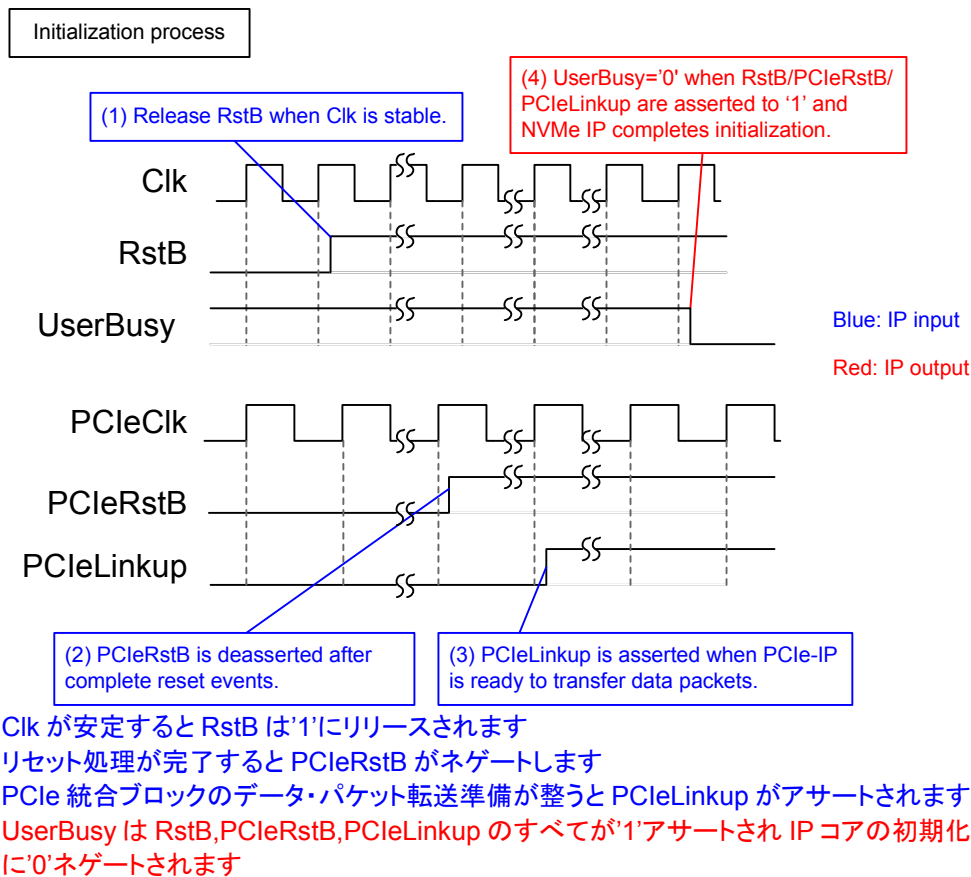 Initialization process
(4) UserBusy='0' when RstB/PCIeRstB/
PCIeLinkup are asserted to '1' and
NVMe IP completes initialization.
(1) Release RstB when Clk is stable.
Clk
RstB
UserBusy
Blue: IP input
Red: IP output
PCIeClk
PCIeRstB
PCIeLinkup
(2) PCIeRstB is deasserted after
complete reset events.
(3) PCIeLinkup is asserted when PCIe-IP
is ready to transfer data packets.
Clk が安定すると RstB は'1'にリリースされます
リセット処理が完了すると PCIeRstB がネゲートします
PCIe 統合ブロックのデータ・パケット転送準備が整うと PCIeLinkup がアサートされます
UserBusy は RstB,PCIeRstB,PCIeLinkup のすべてが'1'アサートされ IP コアの初期化
に'0'ネゲートされます